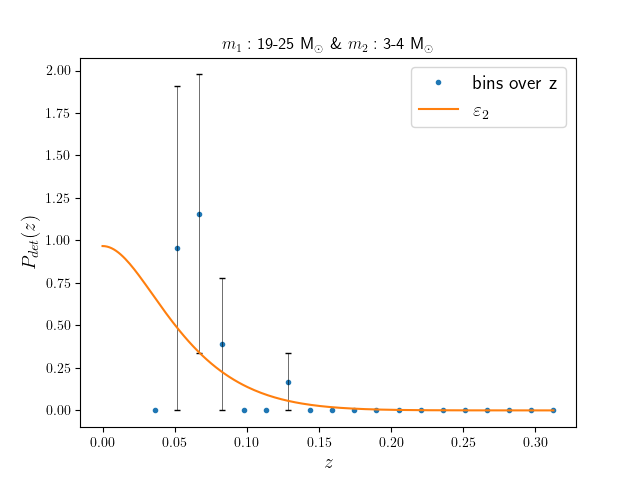 m₁ : 19-25 M⊙ & m₂ : 3-4 M⊙
bins over z
ε₂
P_det(z)
2.00
1.75
1.50
1.25
1.00
0.75
0.50
0.25
0.00
0.00 0.05 0.10 0.15 0.20 0.25 0.30
z